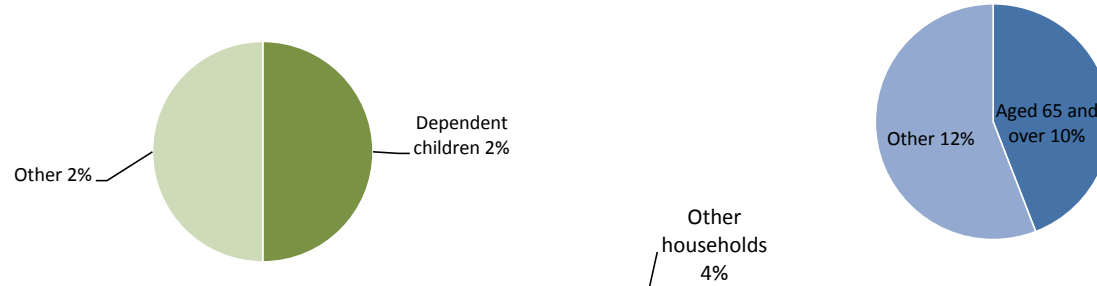 Other 2%
Dependent
children 2%
Other
households
4%
Other 12%
Aged 65 and
over 10%